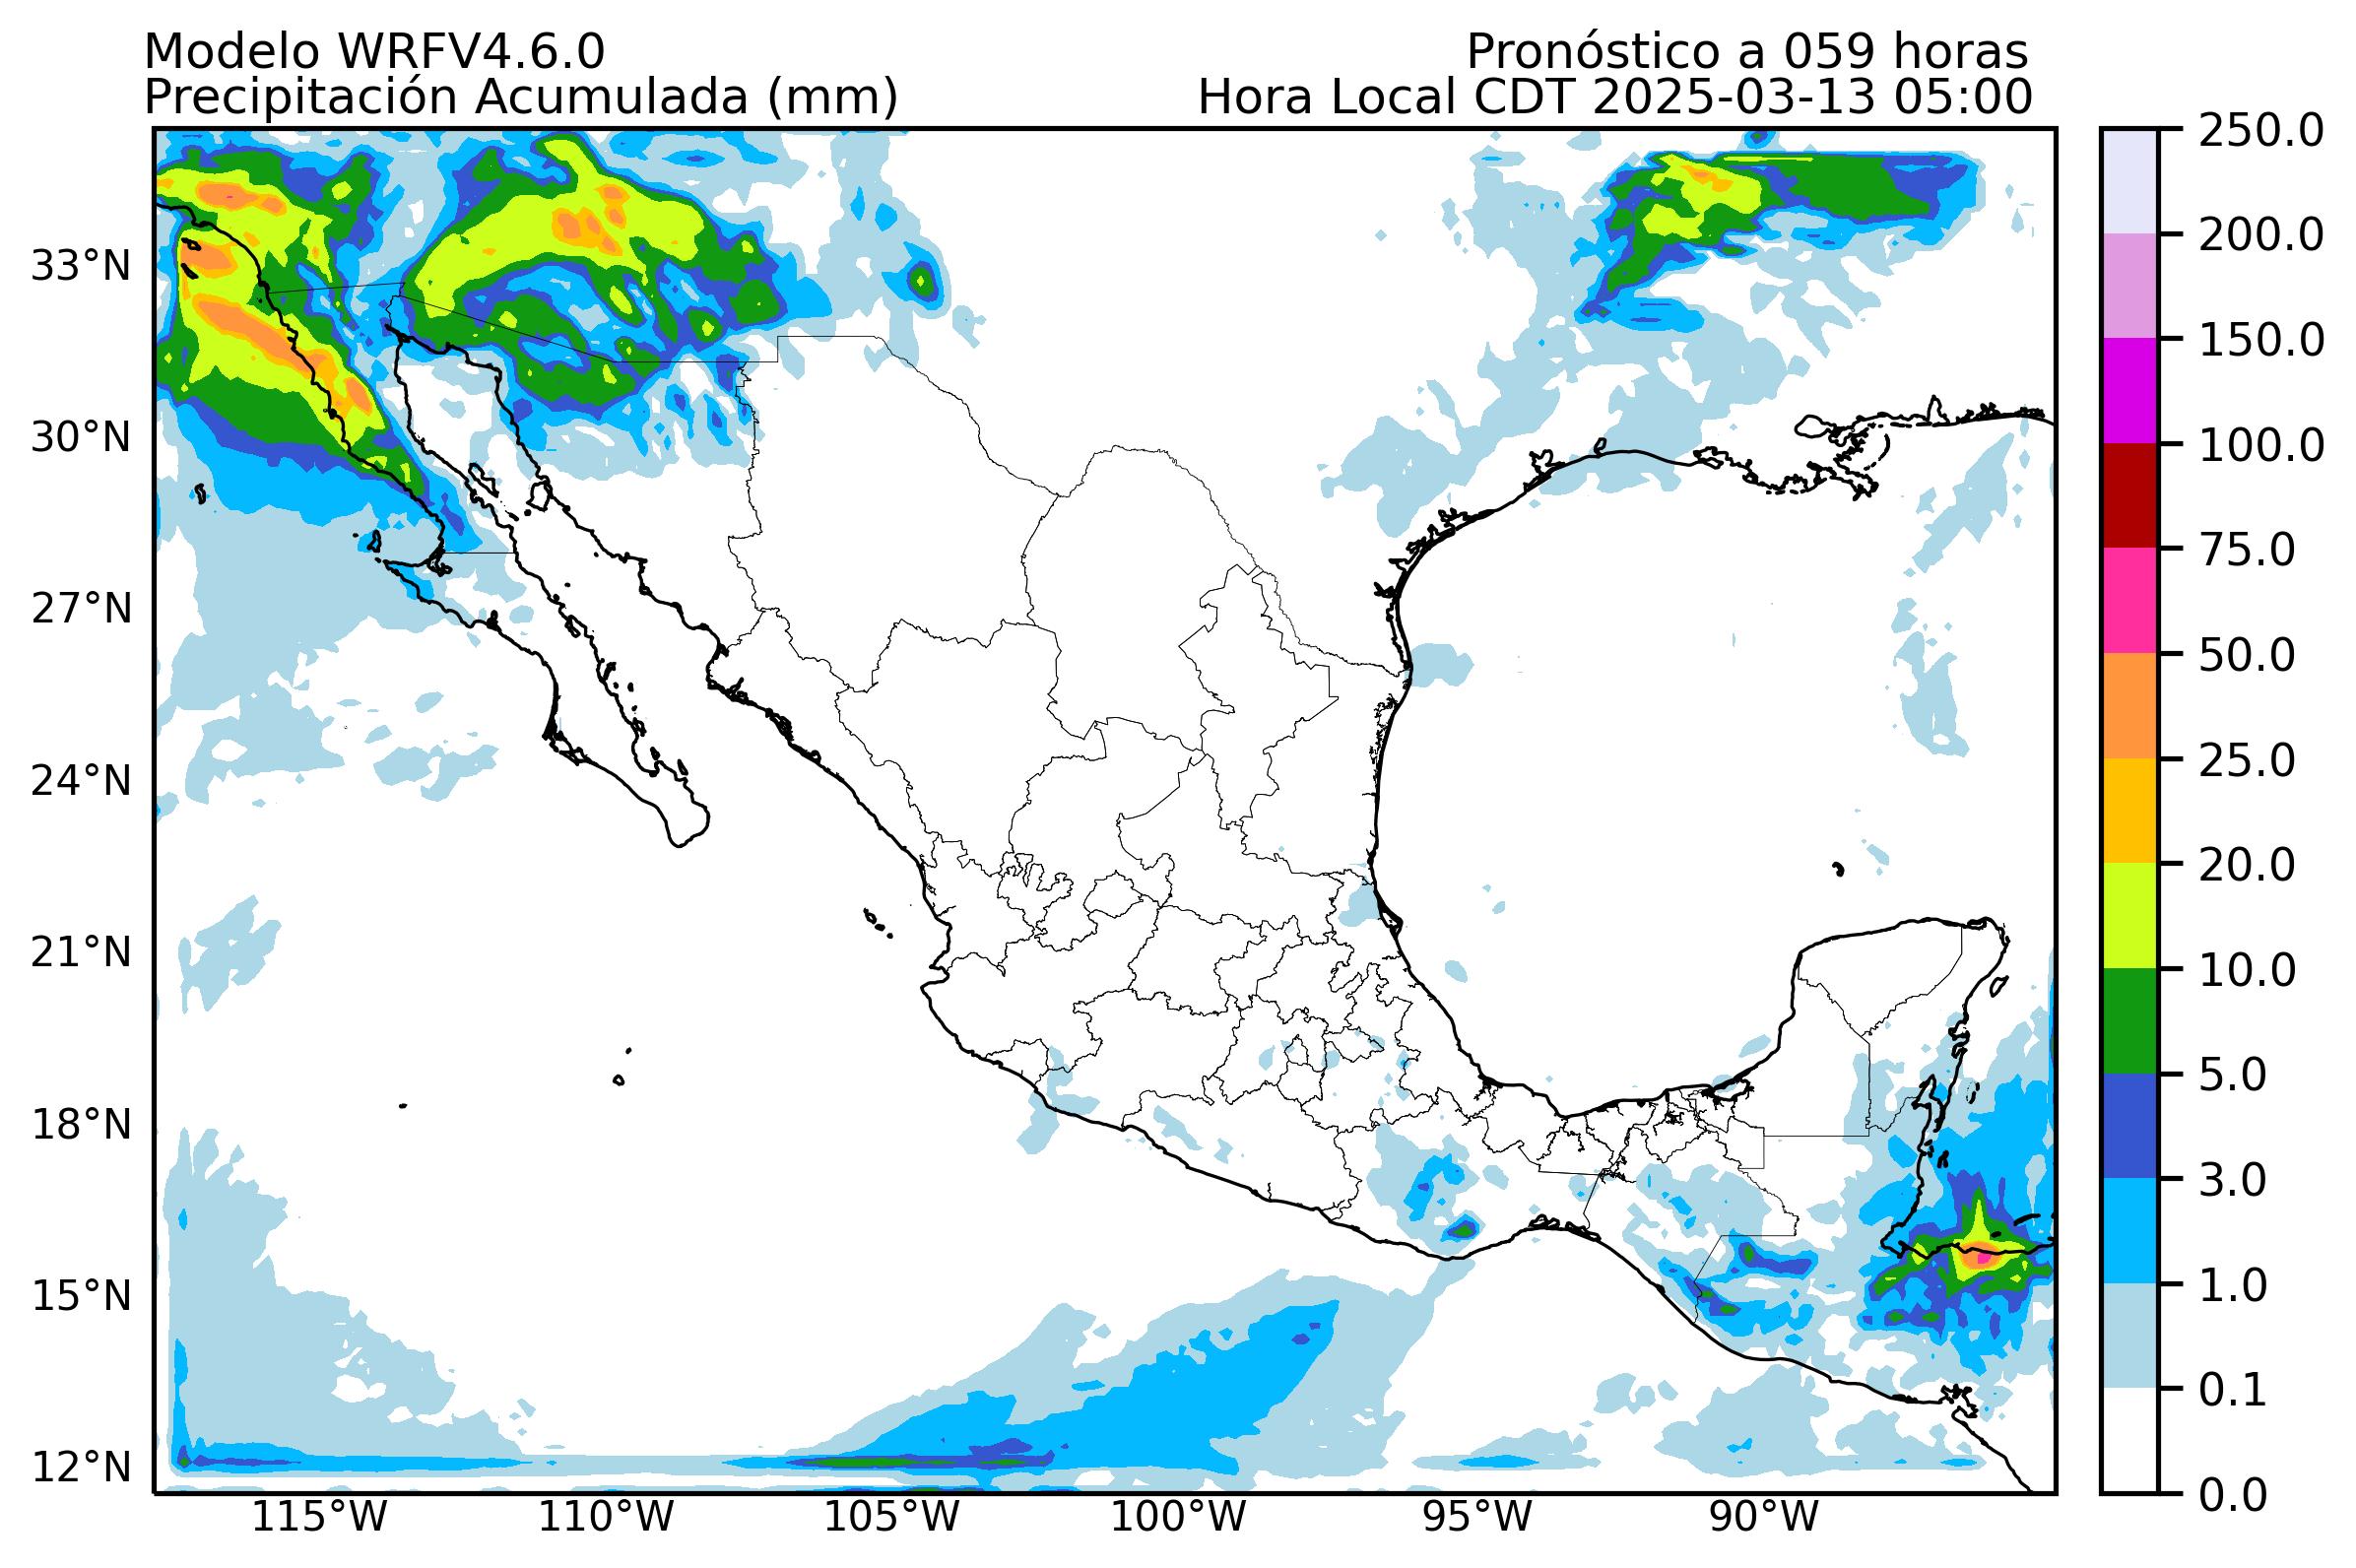 Modelo WRFV4.6.0
Pronóstico a 059 horas
Precipitación Acumulada (mm)
Hora Local CDT 2025-03-13 05:00
33°N
30°N
27°N
24°N
21°N
18°N
15°N
12°N
115°W
110°W
105°W
100°W
95°W
90°W
250.0
200.0
150.0
100.0
75.0
50.0
25.0
20.0
10.0
5.0
3.0
1.0
0.1
0.0